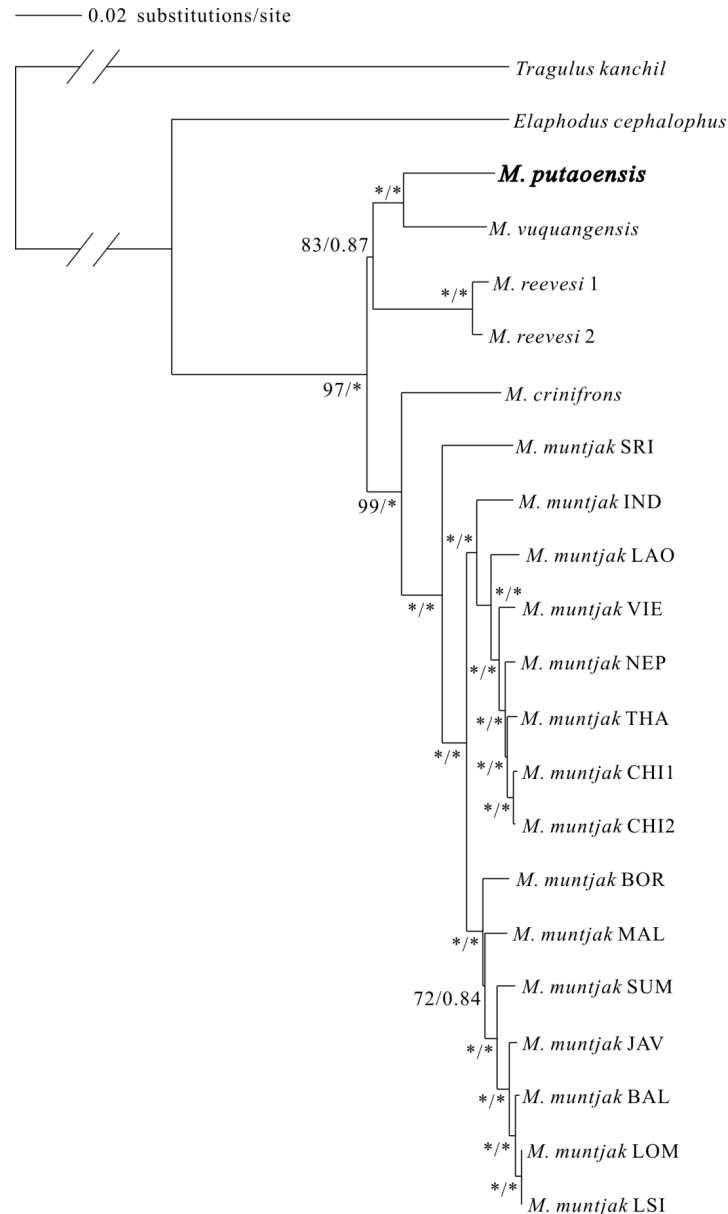 0.02 substitutions/site
Tragulus kanchil
Elaphodus cephalophus
M. putaoensis
*/*
M. vuquangensis
83/0.87
M. reevesi 1
*/*
M. reevesi 2
97/*
M. crinifrons
M. muntjak SRI
99/*
M. muntjak IND
*/*
M. muntjak LAO
*/*
M. muntjak VIE
*/*
M. muntjak NEP
*/*
M. muntjak THA
*/*
*/*
*/*
M. muntjak CHI1
*/*
M. muntjak CHI2
M. muntjak BOR
M. muntjak MAL
*/*
M. muntjak SUM
72/0.84
M. muntjak JAV
*/*
M. muntjak BAL
*/*
M. muntjak LOM
*/*
*/*
M. muntjak LSI